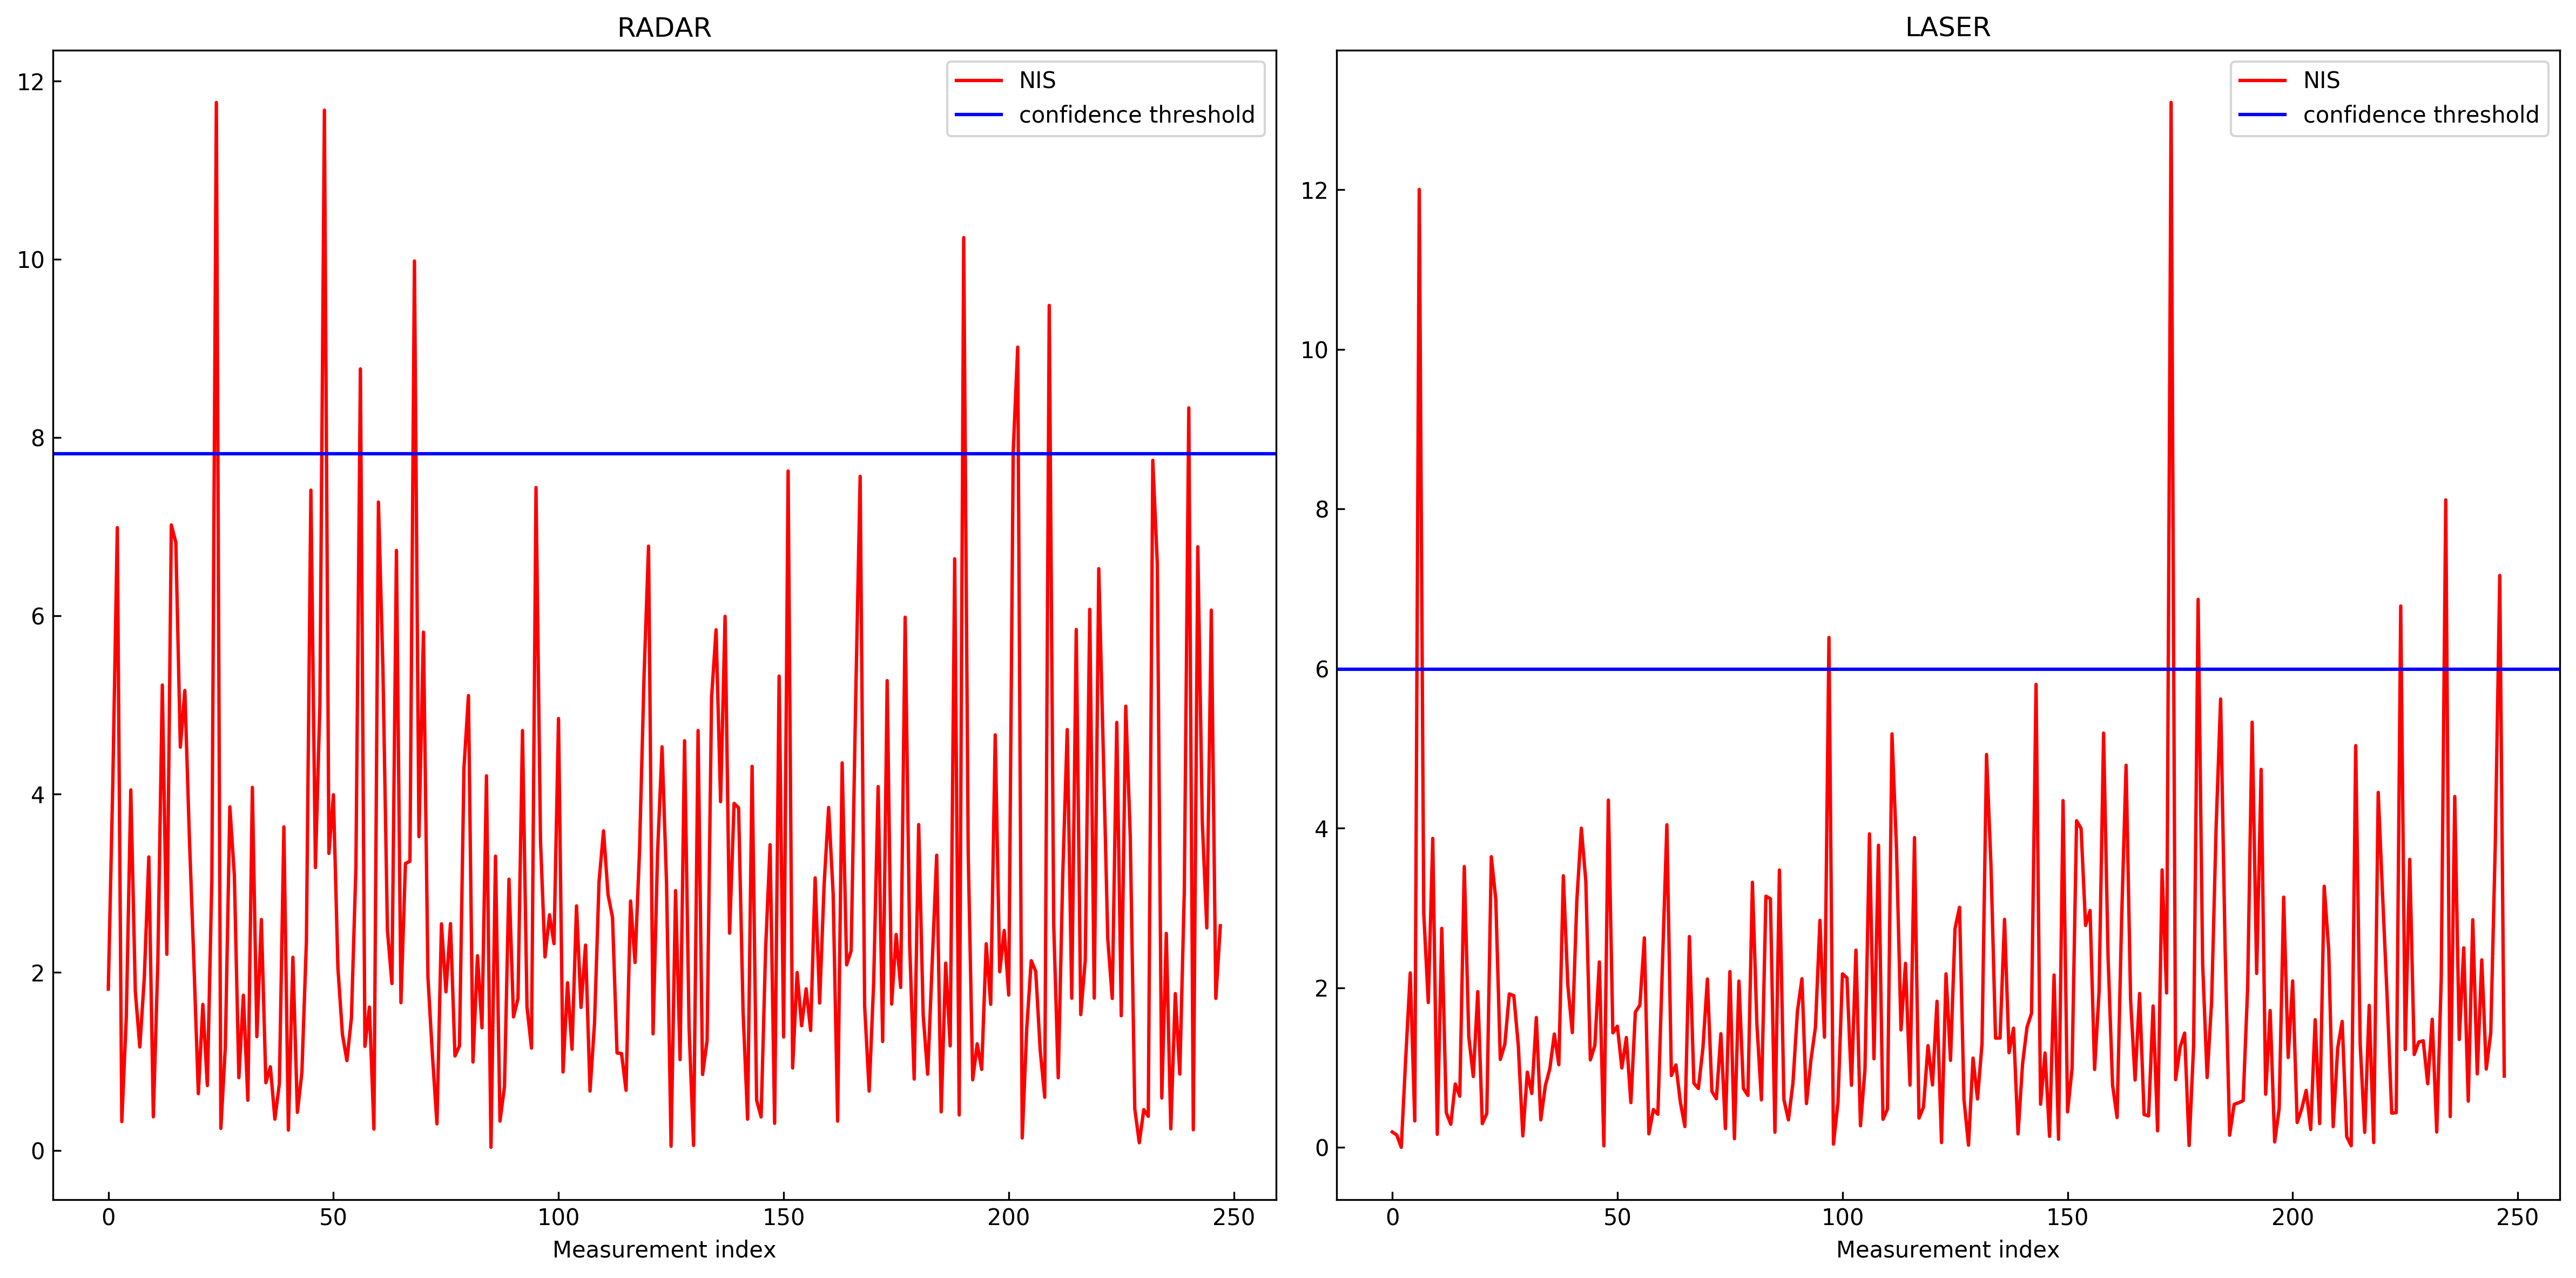 RADAR
NIS
confidence threshold
12
10
8
6
4
2
0
0 50 100 150 200 250
Measurement index
LASER
NIS
confidence threshold
12
10
8
6
4
2
0
0 50 100 150 200 250
Measurement index